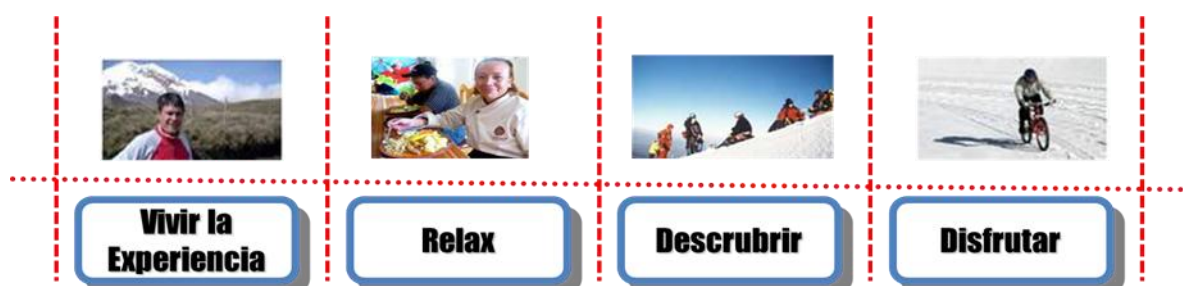 Vivir la
Experiencia
Relax
Descrubrir
Disfrutar